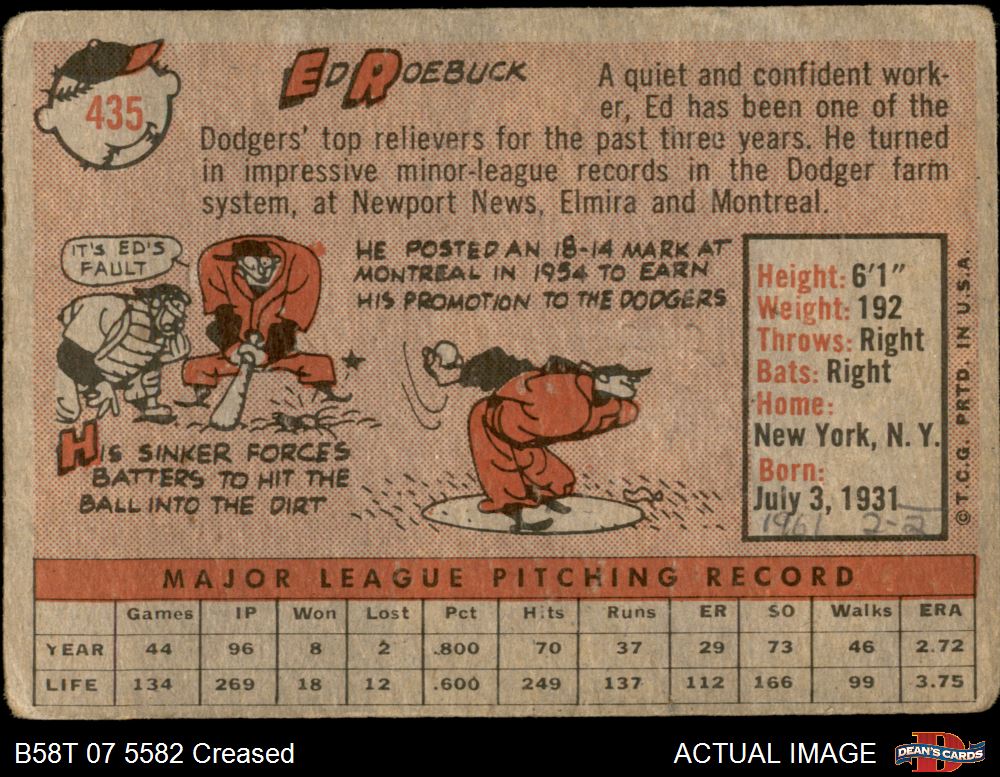 435
ED ROEBUCK
A quiet and confident work-
er, Ed has been one of the
Dodgers' top relievers for the past three years. He turned
in impressive minor-league records in the Dodger farm
system, at Newport News, Elmira and Montreal.
IT'S ED'S
FAULT
HE POSTED AN 18-14 MARK AT
MONTREAL IN 1954 TO EARN
HIS PROMOTION TO THE DODGERS
HIS SINKER FORCES
BATTERS TO HIT THE
BALL INTO THE DIRT
Height: 6'1"
Weight: 192
Throws: Right
Bats: Right
Home:
New York, N. Y.
Born:
July 3, 1931
1961 2-2
© T.C.G. PRTD. IN U.S.A.
MAJOR LEAGUE PITCHING RECORD
Games IP Won Lost Pct Hits Runs ER SO Walks ERA
YEAR 44 96 8 2 .800 70 37 29 73 46 2.72
LIFE 134 269 18 12 .600 249 137 112 166 99 3.75
B58T 07 5582 Creased
ACTUAL IMAGE
DEAN'S CARDS